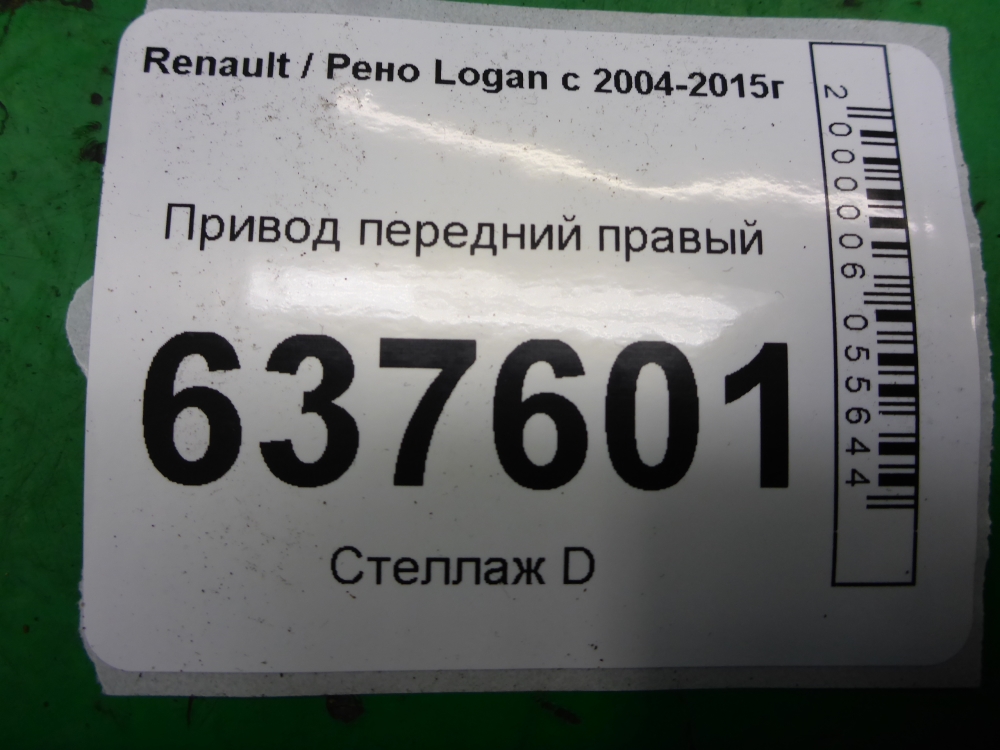 Renault / Рено Logan с 2004-2015г
Привод передний правый
637601
Стеллаж D
2000006055644